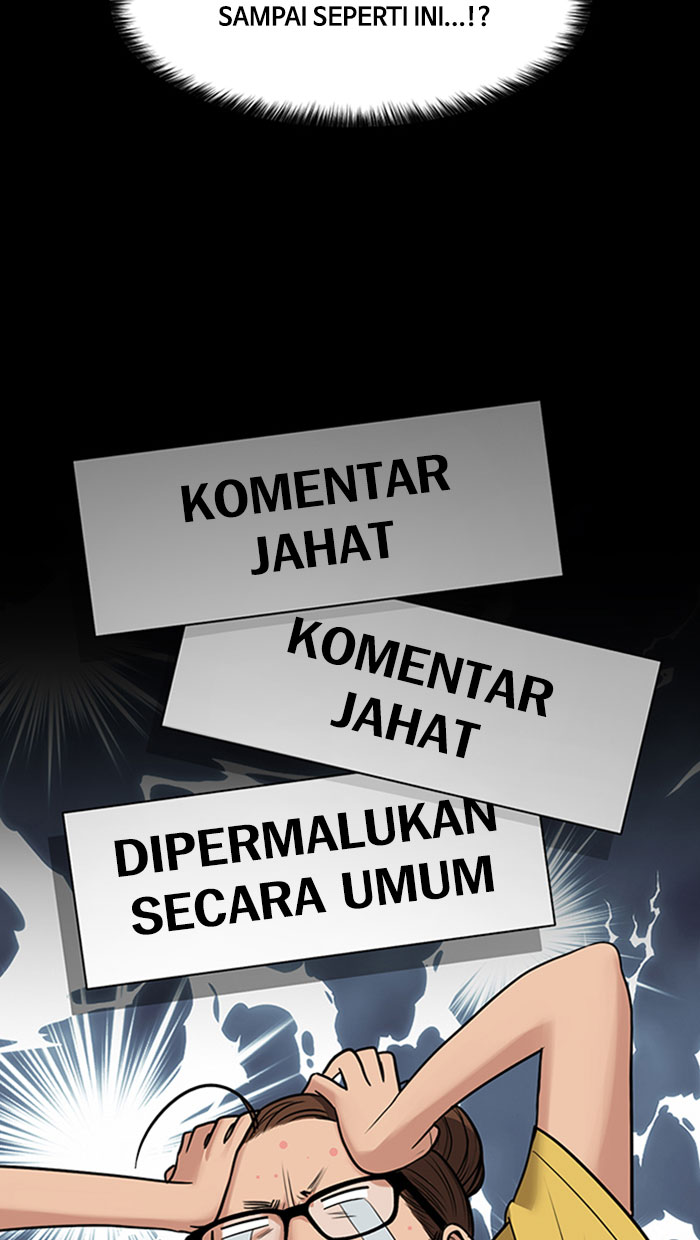 SAMPAI SEPERTI INI...!?
KOMENTAR
JAHAT
KOMENTAR
JAHAT
DIPERMALUKAN
SECARA UMUM